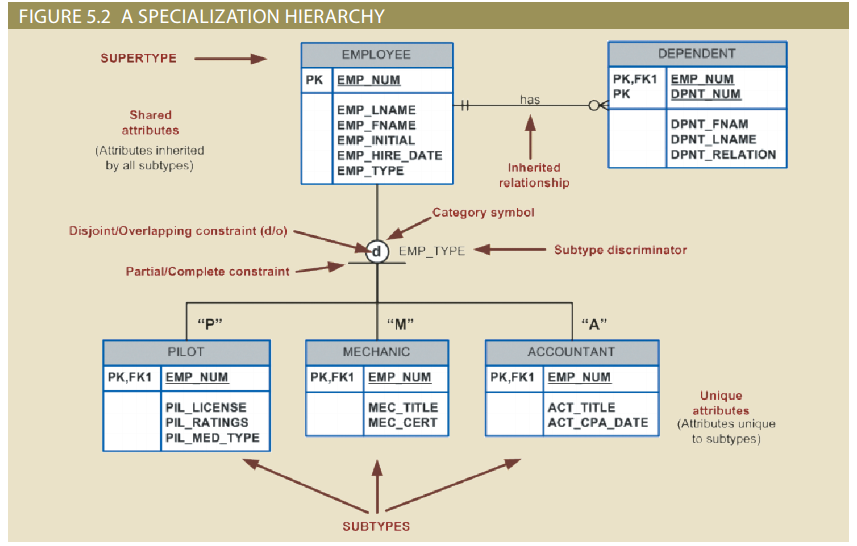 FIGURE 5.2 A SPECIALIZATION HIERARCHY
SUPERTYPE
EMPLOYEE
PK EMP_NUM
EMP_LNAME
EMP_FNAME
EMP_INITIAL
EMP_HIRE_DATE
EMP_TYPE
DEPENDENT
PK,FK1 EMP_NUM
PK DPNT_NUM
DPNT_FNAM
DPNT_LNAME
DPNT_RELATION
has
Shared
attributes
(Attributes inherited
by all subtypes)
Inherited
relationship
Category symbol
Disjoint/Overlapping constraint (d/o)
d
EMP_TYPE
Subtype discriminator
Partial/Complete constraint
“P”
“M”
“A”
PILOT
PK,FK1 EMP_NUM
PIL_LICENSE
PIL_RATINGS
PIL_MED_TYPE
MECHANIC
PK,FK1 EMP_NUM
MEC_TITLE
MEC_CERT
ACCOUNTANT
PK,FK1 EMP_NUM
ACT_TITLE
ACT_CPA_DATE
Unique
attributes
(Attributes unique
to subtypes)
SUBTYPES